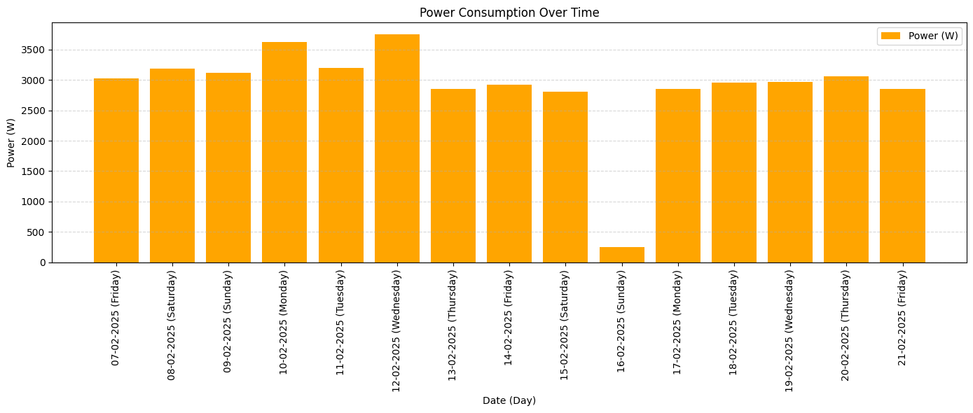 Power Consumption Over Time
Power (W)
3500
3000
2500
2000
1500
1000
500
0
Power (W)
07-02-2025 (Friday)
08-02-2025 (Saturday)
09-02-2025 (Sunday)
10-02-2025 (Monday)
11-02-2025 (Tuesday)
12-02-2025 (Wednesday)
13-02-2025 (Thursday)
14-02-2025 (Friday)
15-02-2025 (Saturday)
16-02-2025 (Sunday)
17-02-2025 (Monday)
18-02-2025 (Tuesday)
19-02-2025 (Wednesday)
20-02-2025 (Thursday)
21-02-2025 (Friday)
Date (Day)